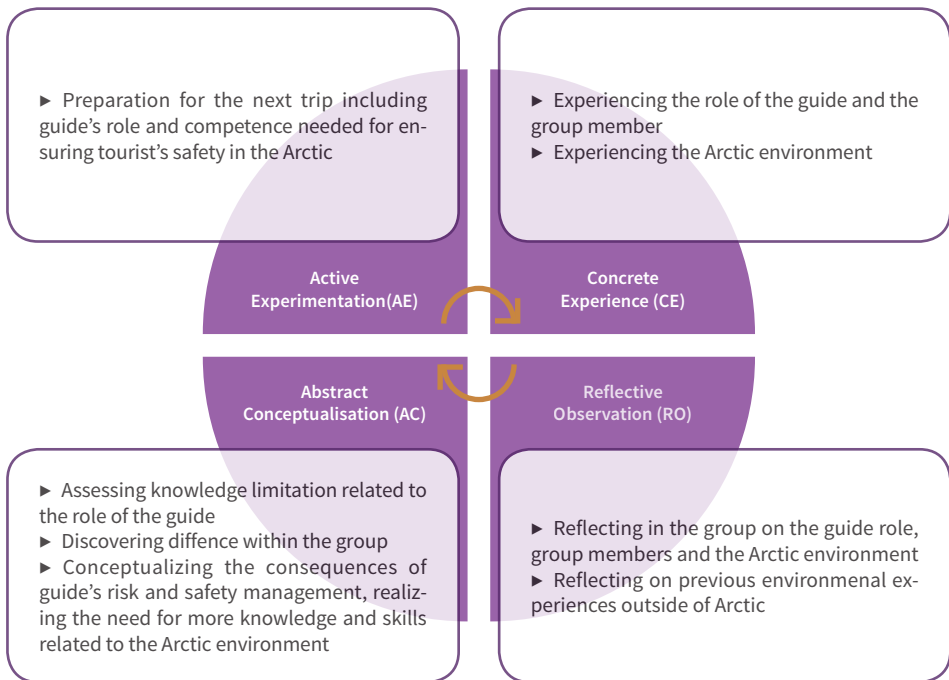 ► Preparation for the next trip including
guide's role and competence needed for en-
suring tourist's safety in the Arctic
► Experiencing the role of the guide and the
group member
► Experiencing the Arctic environment
Active
Experimentation(AE)
Concrete
Experience (CE)
Abstract
Conceptualisation (AC)
Reflective
Observation (RO)
► Assessing knowledge limitation related to
the role of the guide
► Discovering diffence within the group
► Conceptualizing the consequences of
guide's risk and safety management, realiz-
ing the need for more knowledge and skills
related to the Arctic environment
► Reflecting in the group on the guide role,
group members and the Arctic environment
► Reflecting on previous environmenal ex-
periences outside of Arctic